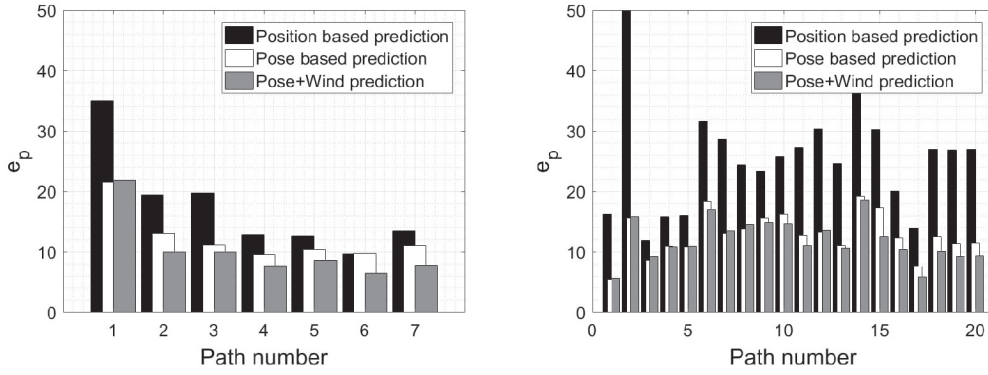 50
40
30
20
10
0
e_p
Position based prediction
Pose based prediction
Pose+Wind prediction
1 2 3 4 5 6 7
Path number
50
40
30
20
10
0
e_p
Position based prediction
Pose based prediction
Pose+Wind prediction
0 5 10 15 20
Path number